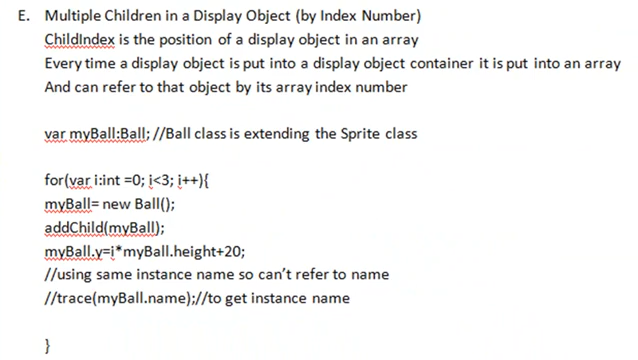 E. Multiple Children in a Display Object (by Index Number)
ChildIndex is the position of a display object in an array
Every time a display object is put into a display object container it is put into an array
And can refer to that object by its array index number
var myBall:Ball; //Ball class is extending the Sprite class
for(var i:int =0; i<3; i++){
myBall= new Ball();
addChild(myBall);
myBall.y=i*myBall.height+20;
//using same instance name so can't refer to name
//trace(myBall.name);//to get instance name
}